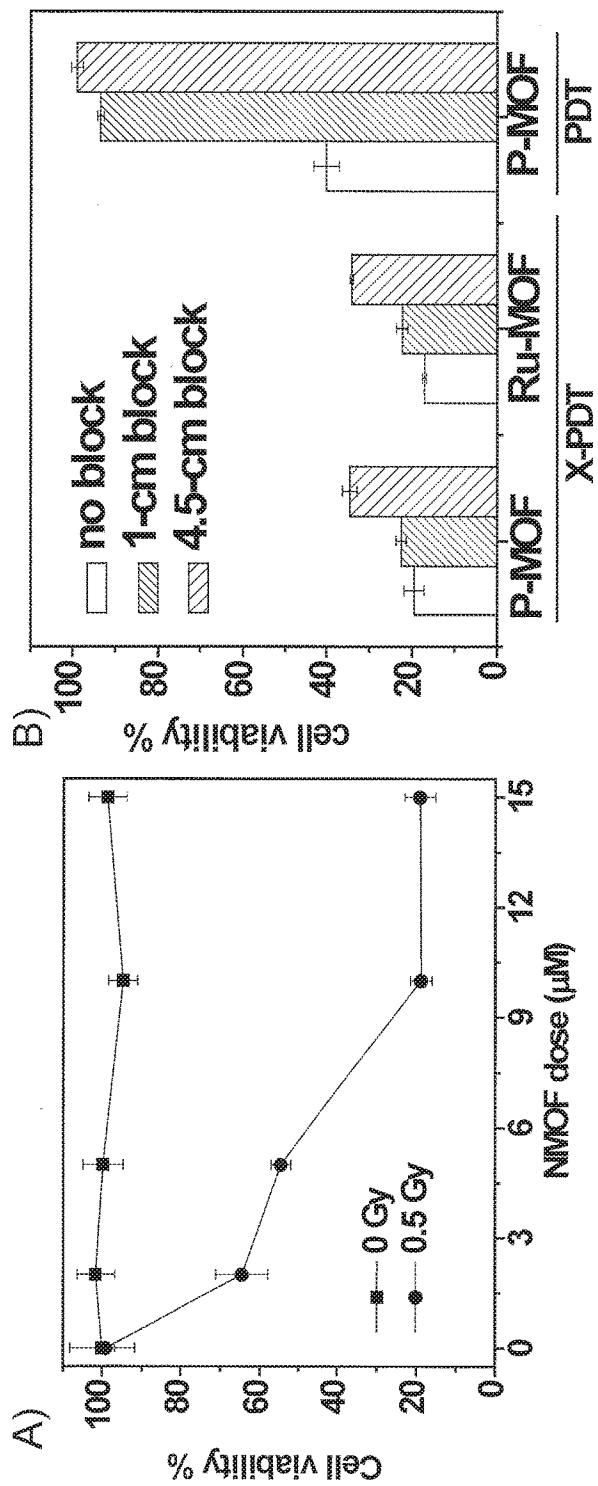 A)
Cell viability %
100
80
60
40
20
0
0 Gy
0.5 Gy
0
3
6
9
12
15
NMOF dose (μM)
B)
cell viability %
100
80
60
40
20
0
no block
1-cm block
4.5-cm block
P-MOF
Ru-MOF
P-MOF
X-PDT
PDT